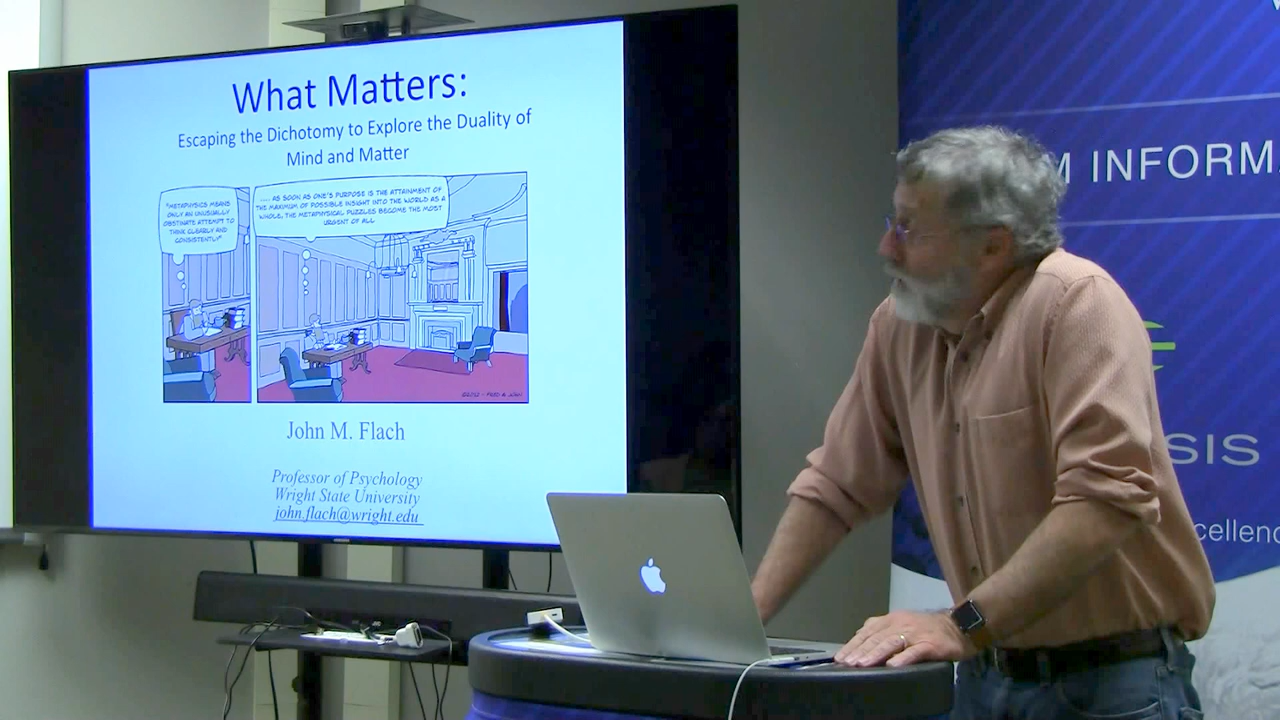 What Matters:
Escaping the Dichotomy to Explore the Duality of
Mind and Matter
"METAPHYSICS MEANS
ONLY AN UNUSUALLY
OBSTINATE ATTEMPT TO
THINK CLEARLY AND
CONSISTENTLY"
.... AS SOON AS ONE'S PURPOSE IS THE ATTAINMENT OF
THE MAXIMUM OF POSSIBLE INSIGHT INTO THE WORLD AS A
WHOLE, THE METAPHYSICAL PUZZLES BECOME THE MOST
URGENT OF ALL
John M. Flach
Professor of Psychology
Wright State University
john.flach@wright.edu
M INFORMA
SIS
cellenc